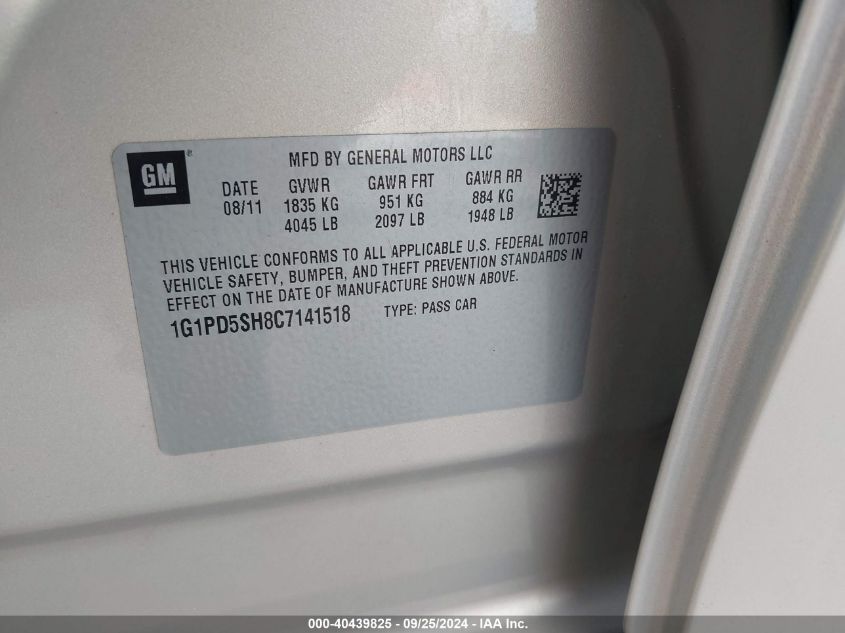 GM ®
MFD BY GENERAL MOTORS LLC
DATE GVWR GAWR FRT GAWR RR
08/11 1835 KG 951 KG 884 KG
4045 LB 2097 LB 1948 LB
THIS VEHICLE CONFORMS TO ALL APPLICABLE U.S. FEDERAL MOTOR
VEHICLE SAFETY, BUMPER, AND THEFT PREVENTION STANDARDS IN
EFFECT ON THE DATE OF MANUFACTURE SHOWN ABOVE.
1G1PD5SH8C7141518 TYPE: PASS CAR
000-40439825 - 09/25/2024 - IAA Inc.